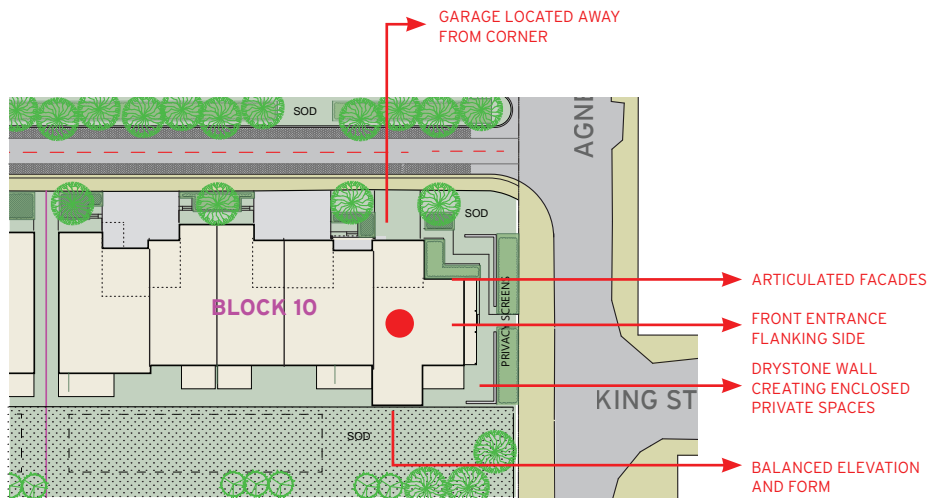 GARAGE LOCATED AWAY
FROM CORNER
SOD
AGNE
SOD
ARTICULATED FACADES
BLOCK 10
PRIVACY SCREENS
FRONT ENTRANCE
FLANKING SIDE
DRYSTONE WALL
CREATING ENCLOSED
PRIVATE SPACES
KING ST
SOD
BALANCED ELEVATION
AND FORM